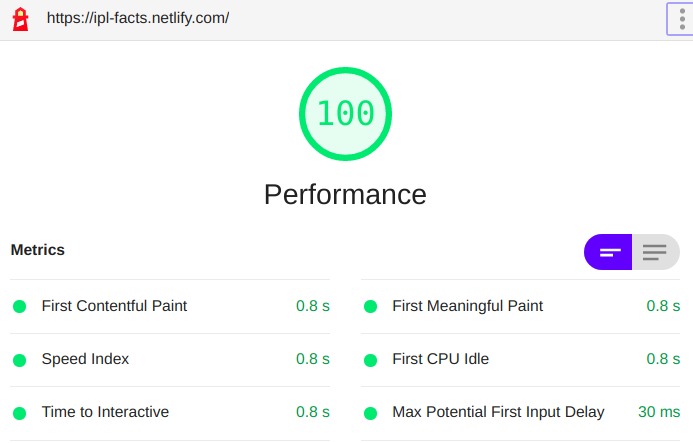 https://ipl-facts.netlify.com/
100
Performance
Metrics
First Contentful Paint 0.8 s
First Meaningful Paint 0.8 s
Speed Index 0.8 s
First CPU Idle 0.8 s
Time to Interactive 0.8 s
Max Potential First Input Delay 30 ms